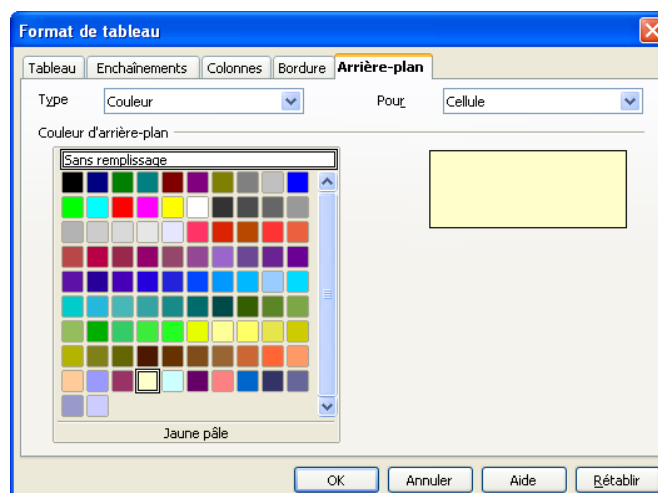 Format de tableau
Tableau Enchaînements Colonnes Bordure Arrière-plan
Type Couleur Pour Cellule
Couleur d'arrière-plan
Sans remplissage
Jaune pâle
OK Annuler Aide Rétablir